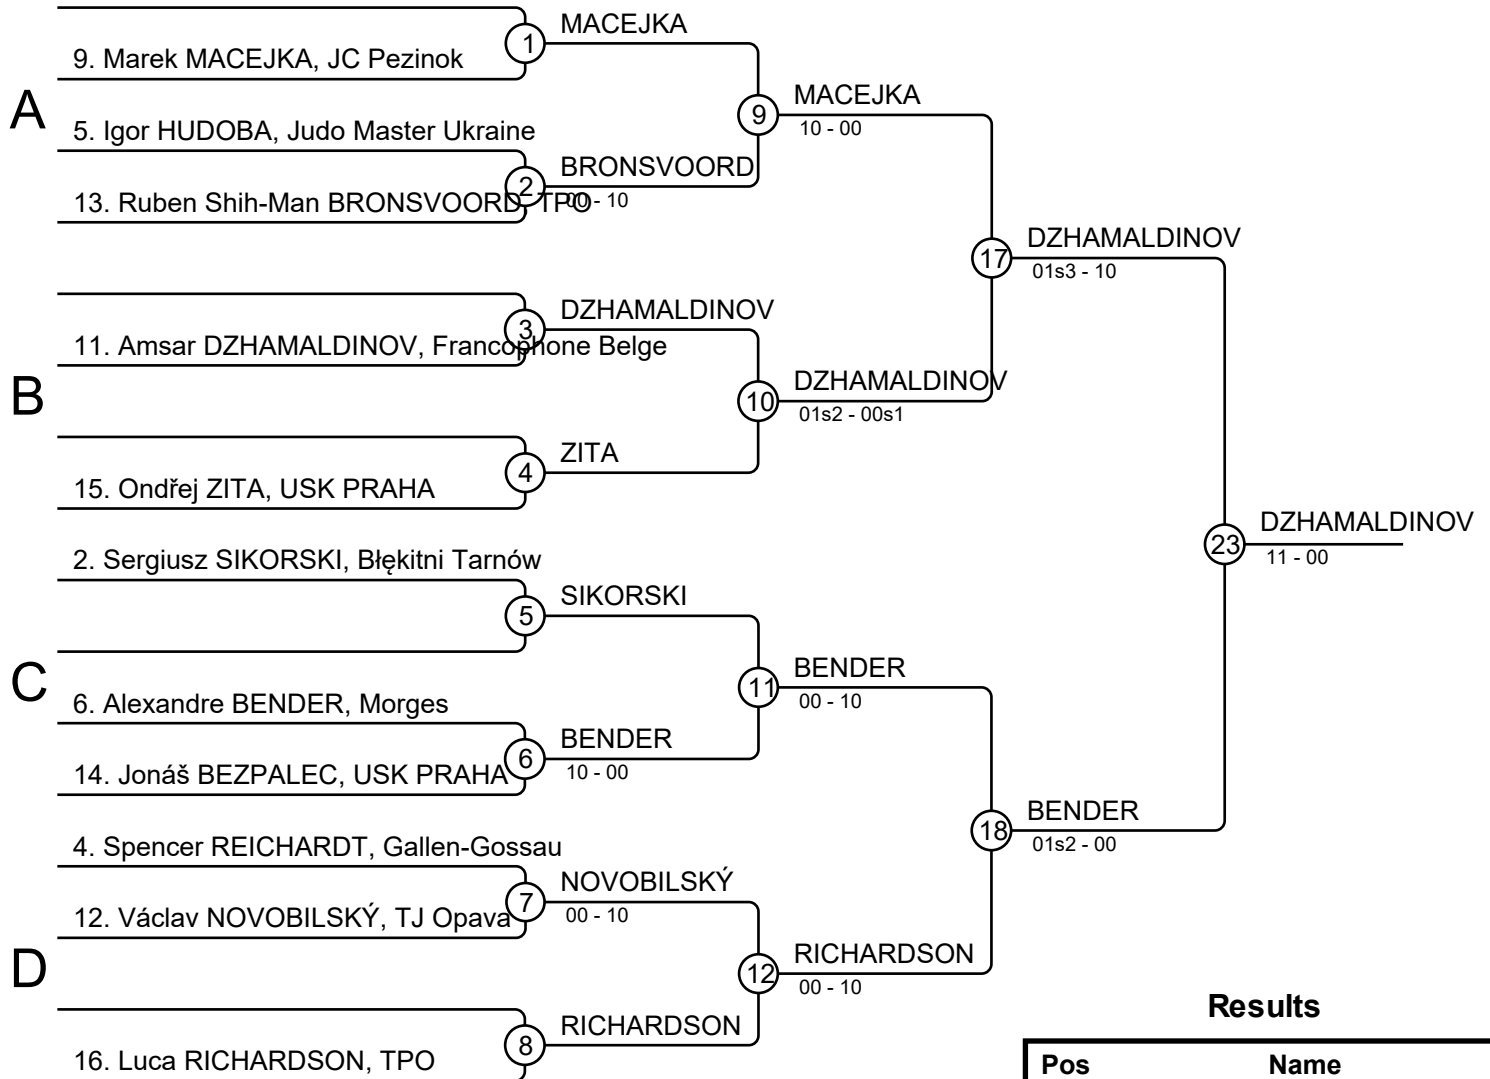 MACEJKA
1
9. Marek MACEJKA, JC Pezinok
MACEJKA
A
9
10 - 00
5. Igor HUDOBA, Judo Master Ukraine
BRONSVOORD
2
00 - 10
13. Ruben Shih-Man BRONSVOORD, TPO
DZHAMALDINOV
17
01s3 - 10
DZHAMALDINOV
3
11. Amsar DZHAMALDINOV, Francophone Belge
DZHAMALDINOV
B
10
01s2 - 00s1
ZITA
4
15. Ondřej ZITA, USK PRAHA
DZHAMALDINOV
23
11 - 00
2. Sergiusz SIKORSKI, Błękitni Tarnów
SIKORSKI
5
BENDER
C
11
00 - 10
6. Alexandre BENDER, Morges
BENDER
6
10 - 00
14. Jonáš BEZPALEC, USK PRAHA
BENDER
18
01s2 - 00
4. Spencer REICHARDT, Gallen-Gossau
NOVOBILSKÝ
7
00 - 10
12. Václav NOVOBILSKÝ, TJ Opava
RICHARDSON
D
12
00 - 10
RICHARDSON
8
16. Luca RICHARDSON, TPO
Results
Pos Name